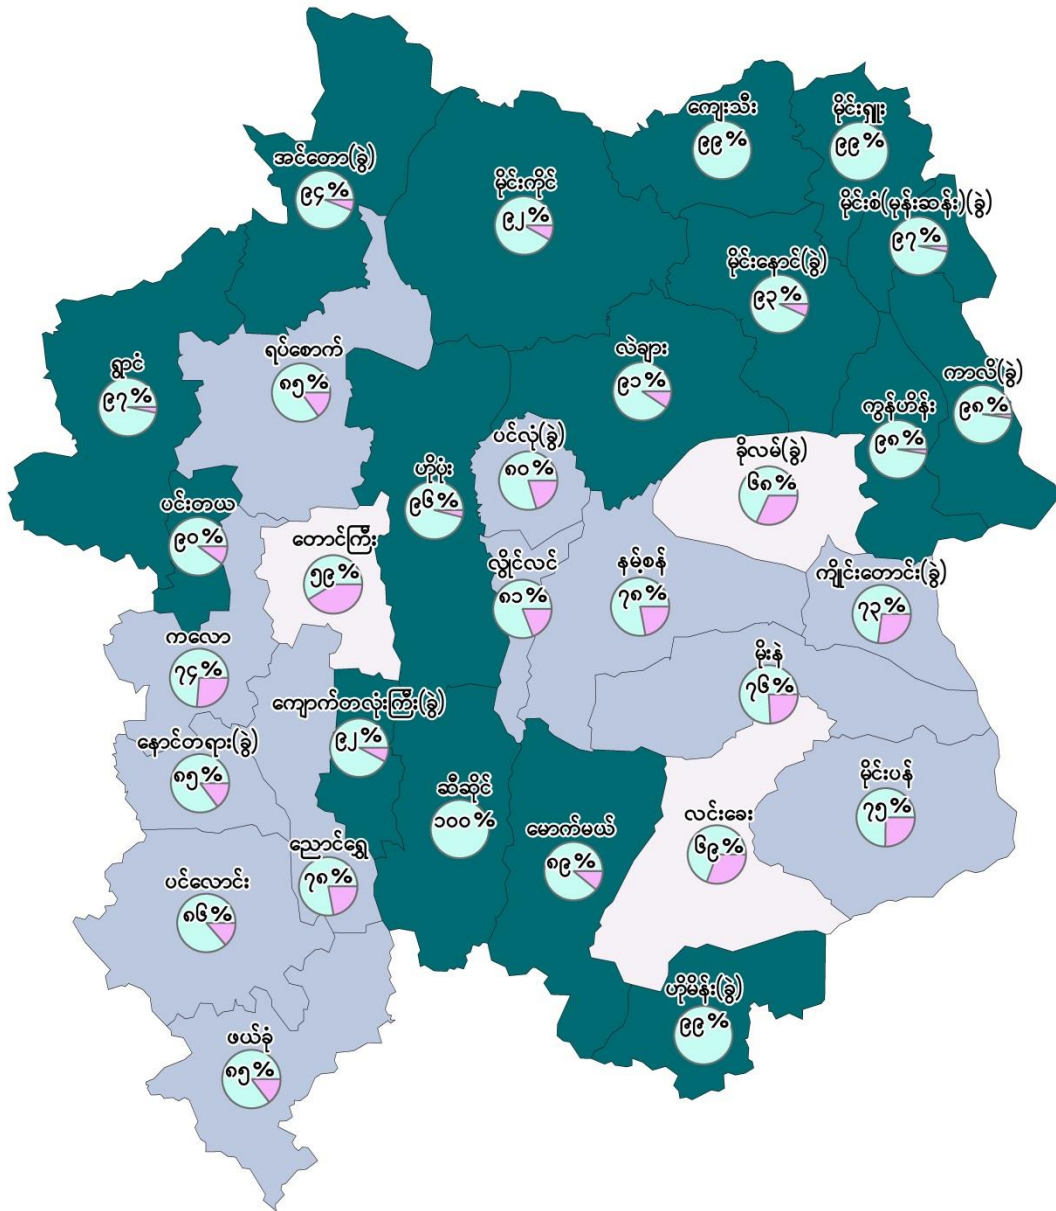 ကျေးသီး
၉၉%
မိုင်းရှူး
၉၉%
အင်တော(ခွဲ)
၉၄%
မိုင်းကိုင်
၉၂%
မိုင်းစံ(မုန်းဆန်း)(ခွဲ)
၉၇%
မိုင်းနောင်(ခွဲ)
၉၃%
ရပ်စောက်
၈၅%
လဲချား
၉၁%
ရွာငံ
၉၇%
ကာလိ(ခွဲ)
၉၈%
ကွန်ဟိန်း
၉၈%
ပင်လုံ(ခွဲ)
၈၀%
ခိုလမ်(ခွဲ)
၆၈%
ဟိုပုံး
၉၆%
ပင်းတယ
၉၀%
တောင်ကြီး
၅၉%
လွိုင်လင်
၈၁%
နမ့်စန်
၇၈%
ကျိုင်းတောင်း(ခွဲ)
၇၃%
ကလော
၇၄%
မိုးနဲ
၇၆%
ကျောက်တလုံးကြီး(ခွဲ)
၉၂%
နောင်တရား(ခွဲ)
၈၅%
ဆီဆိုင်
၁၀၀%
မိုင်းပန်
၇၅%
လင်းခေး
၆၉%
မောက်မယ်
၈၉%
ညောင်ရွှေ
၇၈%
ပင်လောင်း
၈၆%
ဟိုမိန်း(ခွဲ)
၉၉%
ဖယ်ခုံ
၈၅%